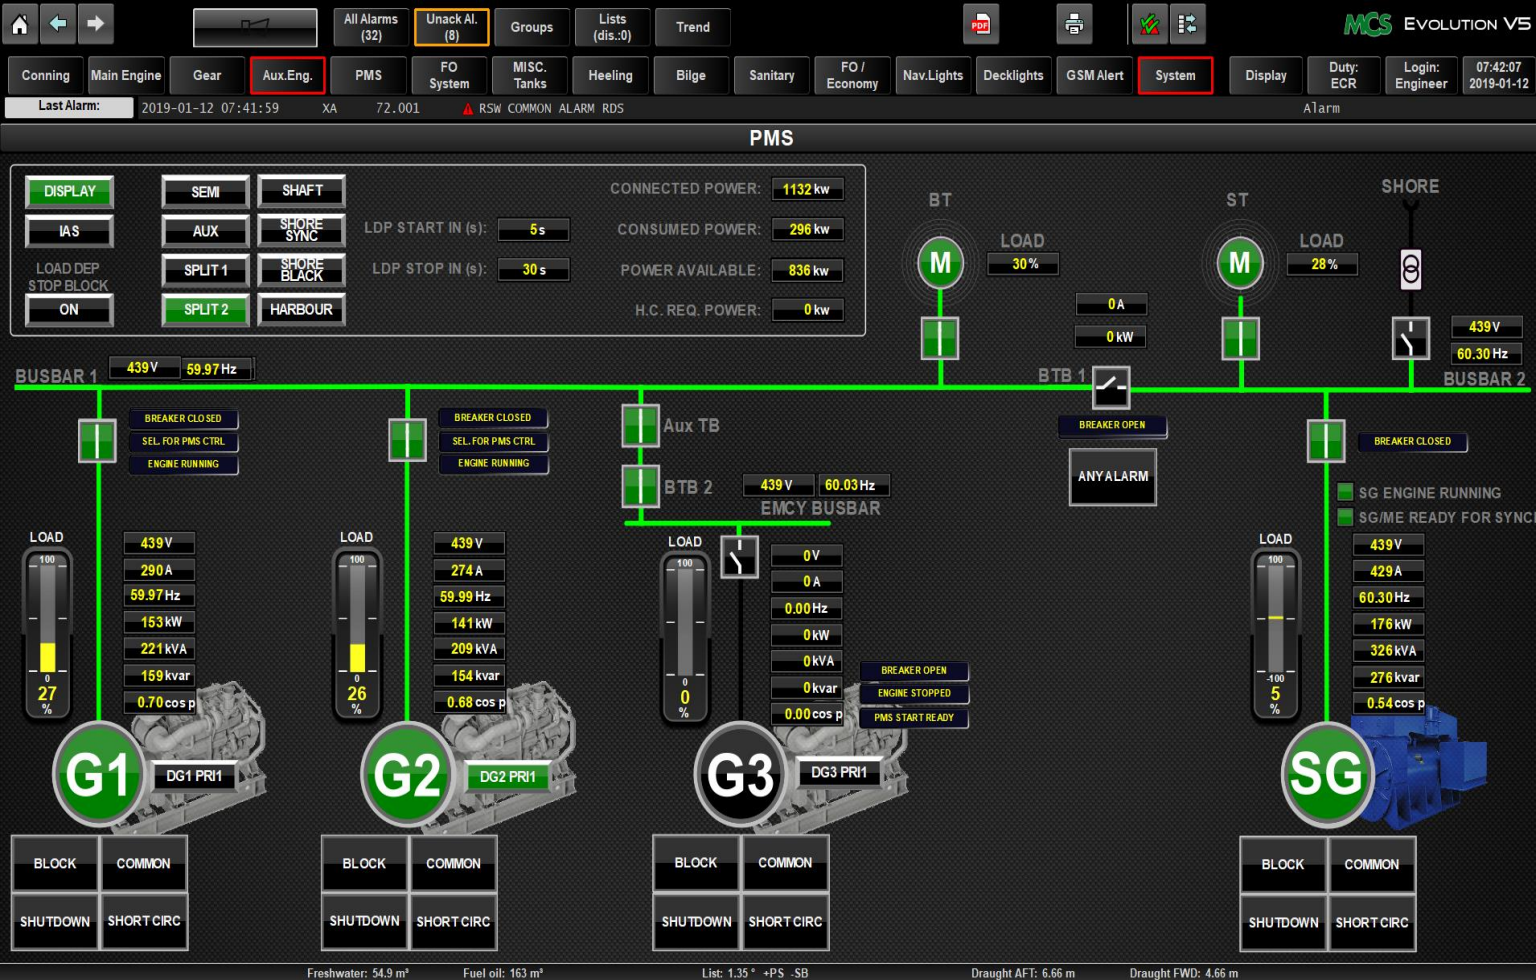 All Alarms
(32)
Unack Al.
(8)
Groups
Lists
(dis.:0)
Trend
PDF
MCS EVOLUTION V5
Conning
Main Engine
Gear
Aux.Eng.
PMS
FO
System
MISC.
Tanks
Heeling
Bilge
Sanitary
FO /
Economy
Nav.Lights
Decklights
GSM Alert
System
Display
Duty:
ECR
Login:
Engineer
07:42:07
2019-01-12
Last Alarm:
2019-01-12 07:41:59 XA 72.001 RSW COMMON ALARM RDS Alarm
PMS
DISPLAY
IAS
LOAD DEP
STOP BLOCK
ON
SEMI
AUX
SPLIT 1
SPLIT 2
SHAFT
SHORE
SYNC
SHORE
BLACK
HARBOUR
LDP START IN (s): 5 s
LDP STOP IN (s): 30 s
CONNECTED POWER: 1132 kw
CONSUMED POWER: 296 kw
POWER AVAILABLE: 836 kw
H.C. REQ. POWER: 0 kw
BT
M
LOAD
30 %
ST
M
LOAD
28 %
SHORE
439 V
60.30 Hz
BUSBAR 2
0 A
0 kW
BTB 1
BREAKER OPEN
ANY ALARM
BUSBAR 1
439 V
59.97 Hz
BREAKER CLOSED
SEL. FOR PMS CTRL
ENGINE RUNNING
LOAD
100
0
27
%
439 V
290 A
59.97 Hz
153 kW
221 kVA
159 kvar
0.70 cos p
G1
DG1 PRI1
BLOCK
COMMON
SHUTDOWN
SHORT CIRC
BREAKER CLOSED
SEL. FOR PMS CTRL
ENGINE RUNNING
LOAD
100
0
26
%
439 V
274 A
59.99 Hz
141 kW
209 kVA
154 kvar
0.68 cos p
G2
DG2 PRI1
BLOCK
COMMON
SHUTDOWN
SHORT CIRC
Aux TB
BTB 2
439 V
60.03 Hz
EMCY BUSBAR
LOAD
100
0
0
%
0 V
0 A
0.00 Hz
0 kW
0 kVA
0 kvar
0.00 cos p
BREAKER OPEN
ENGINE STOPPED
PMS START READY
G3
DG3 PRI1
BLOCK
COMMON
SHUTDOWN
SHORT CIRC
BREAKER CLOSED
SG ENGINE RUNNING
SG/ME READY FOR SYNC
LOAD
100
-100
5
%
439 V
429 A
60.30 Hz
176 kW
326 kVA
276 kvar
0.54 cos p
SG
BLOCK
COMMON
SHUTDOWN
SHORT CIRC
Freshwater: 54.9 m³ Fuel oil: 163 m³ List: 1.35 ° +PS -SB Draught AFT: 6.66 m Draught FWD: 4.66 m